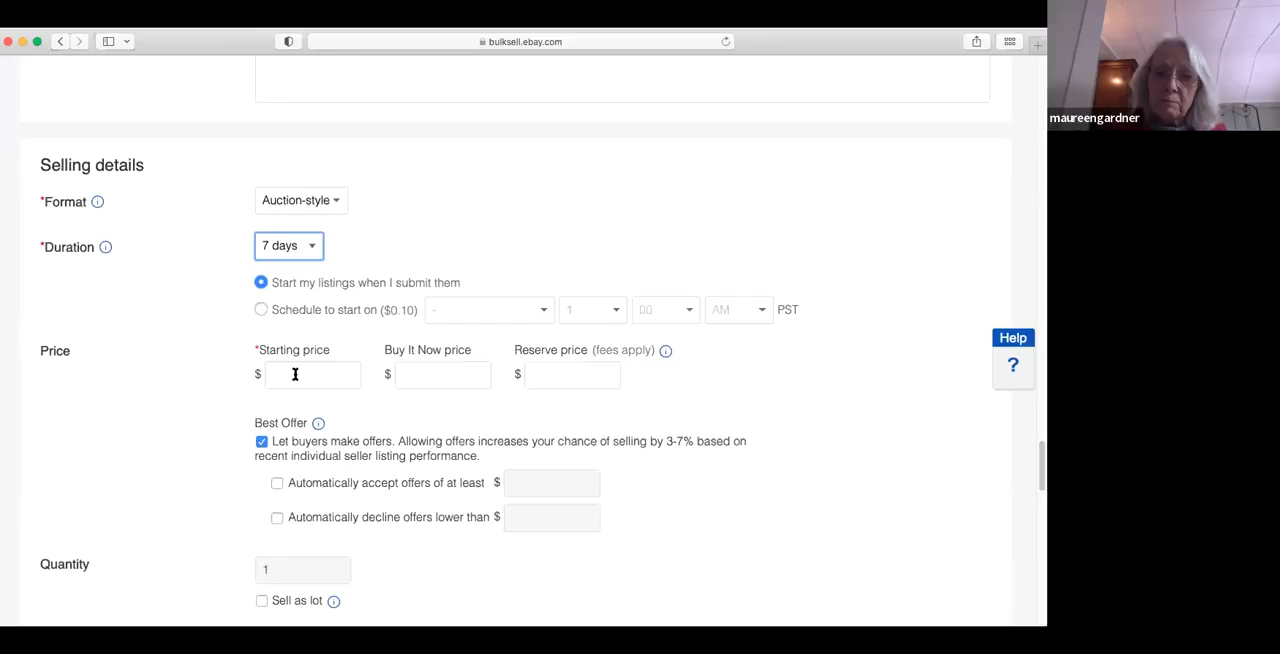 bulksell.ebay.com
maureengardner
Selling details
*Format
Auction-style
*Duration
7 days
Start my listings when I submit them
Schedule to start on ($0.10) - 1 00 AM PST
Price
*Starting price Buy It Now price Reserve price (fees apply)
$ $ $
Best Offer
Let buyers make offers. Allowing offers increases your chance of selling by 3-7% based on
recent individual seller listing performance.
Automatically accept offers of at least $
Automatically decline offers lower than $
Quantity
1
Sell as lot
Help
?